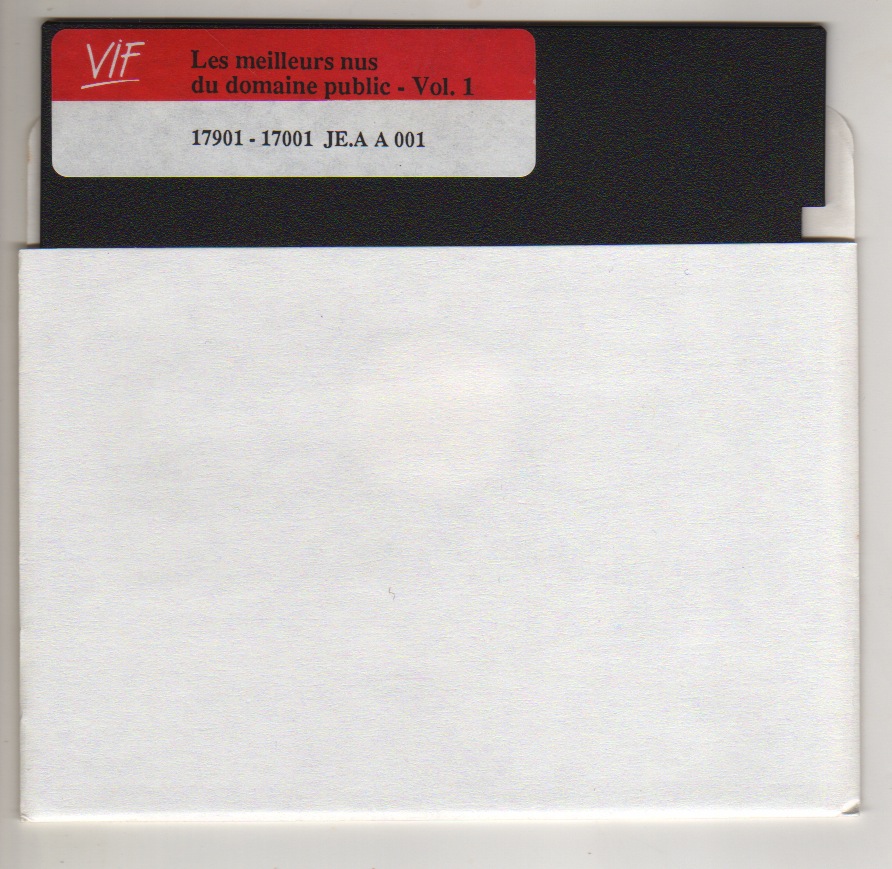 VIF
Les meilleurs nus
du domaine public - Vol. 1
17901 - 17001 JE.A A 001